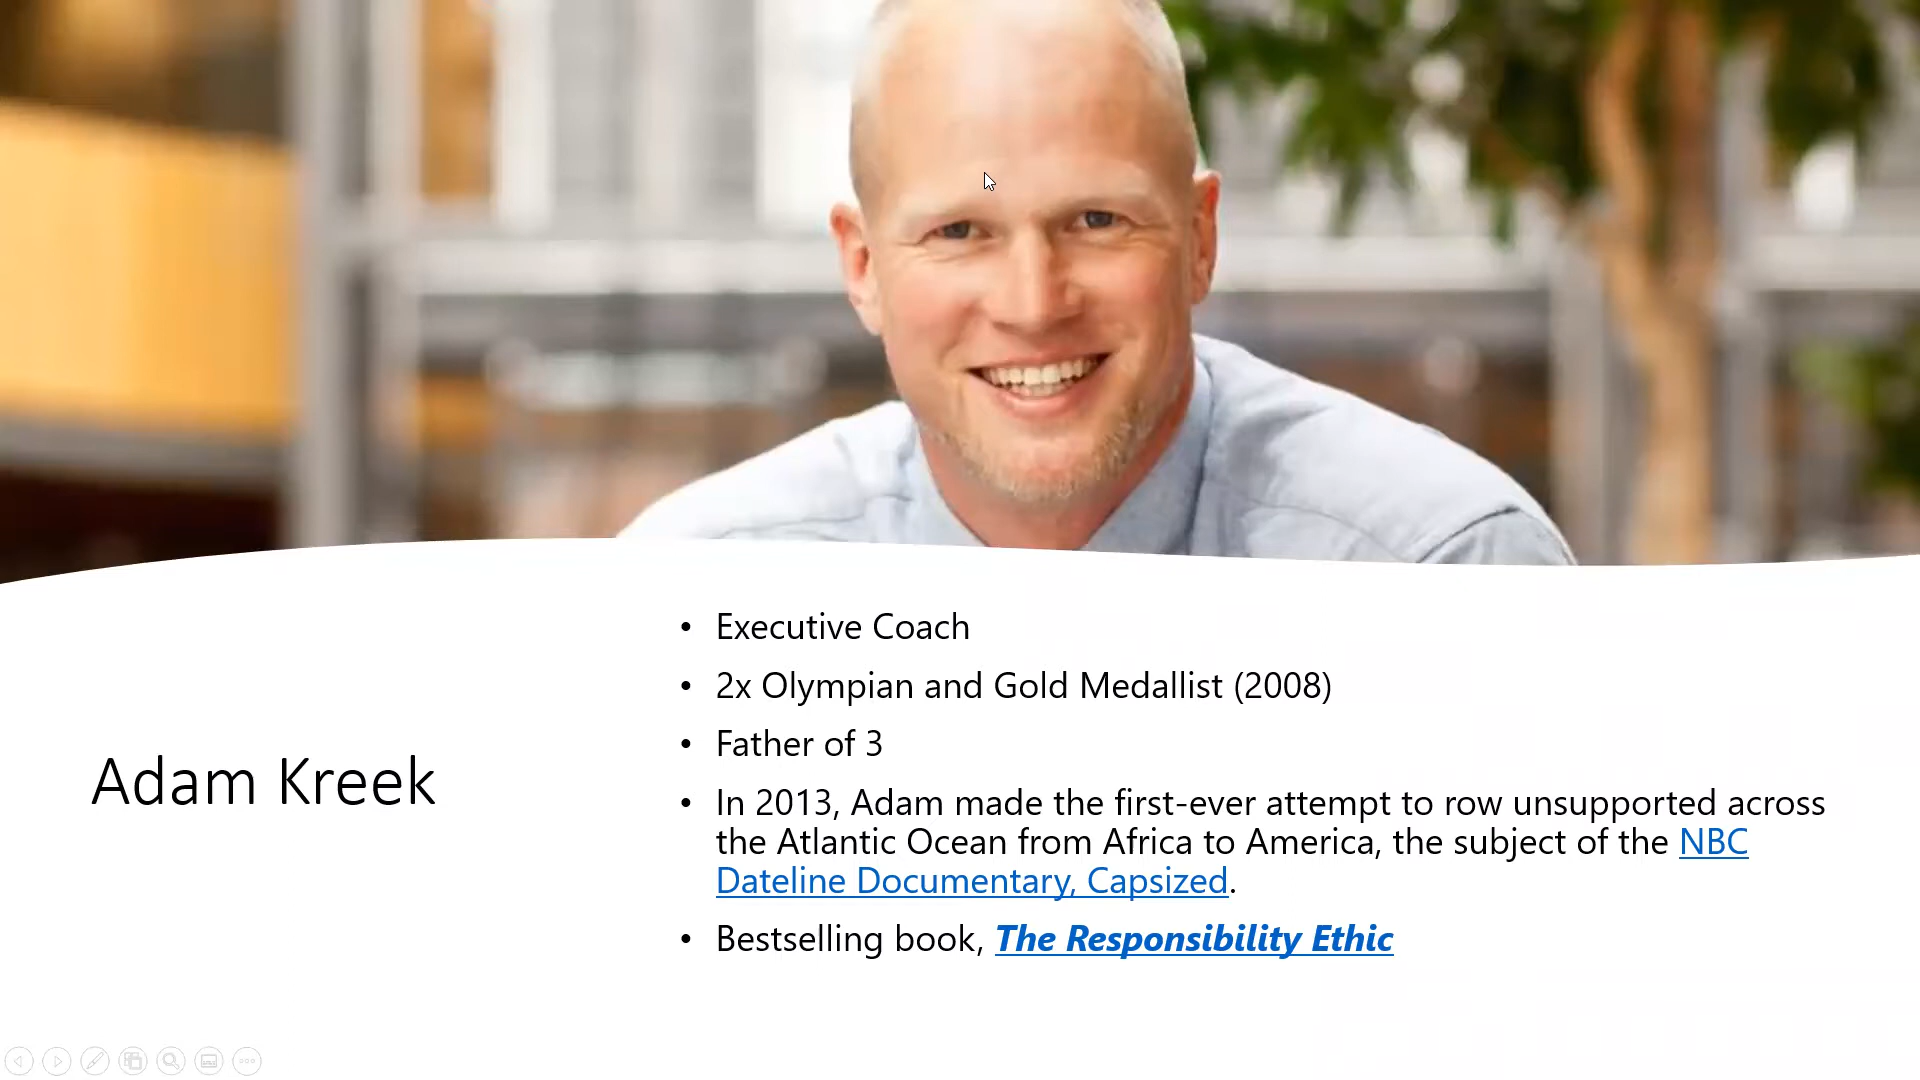 Adam Kreek
• Executive Coach
• 2x Olympian and Gold Medallist (2008)
• Father of 3
• In 2013, Adam made the first-ever attempt to row unsupported across
the Atlantic Ocean from Africa to America, the subject of the NBC
Dateline Documentary, Capsized.
• Bestselling book, The Responsibility Ethic